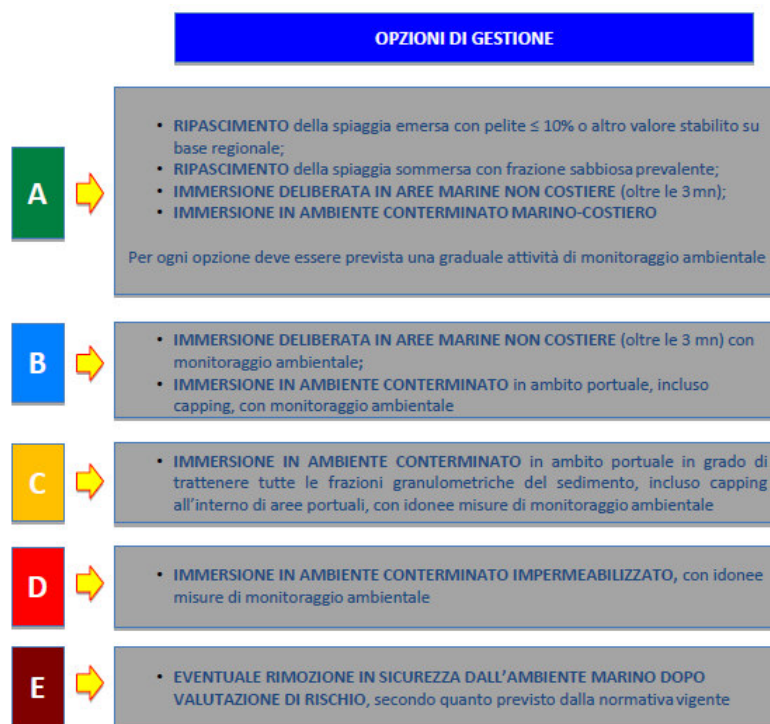 OPZIONI DI GESTIONE
A
• RIPASCIMENTO della spiaggia emersa con pelite ≤ 10% o altro valore stabilito su
base regionale;
• RIPASCIMENTO della spiaggia sommersa con frazione sabbiosa prevalente;
• IMMERSIONE DELIBERATA IN AREE MARINE NON COSTIERE (oltre le 3 mn);
• IMMERSIONE IN AMBIENTE CONTERMINATO MARINO-COSTIERO
Per ogni opzione deve essere prevista una graduale attività di monitoraggio ambientale
B
• IMMERSIONE DELIBERATA IN AREE MARINE NON COSTIERE (oltre le 3 mn) con
monitoraggio ambientale;
• IMMERSIONE IN AMBIENTE CONTERMINATO in ambito portuale, incluso
capping, con monitoraggio ambientale
C
• IMMERSIONE IN AMBIENTE CONTERMINATO in ambito portuale in grado di
trattenere tutte le frazioni granulometriche del sedimento, incluso capping
all’interno di aree portuali, con idonee misure di monitoraggio ambientale
D
• IMMERSIONE IN AMBIENTE CONTERMINATO IMPERMEABILIZZATO, con idonee
misure di monitoraggio ambientale
E
• EVENTUALE RIMOZIONE IN SICUREZZA DALL’AMBIENTE MARINO DOPO
VALUTAZIONE DI RISCHIO, secondo quanto previsto dalla normativa vigente